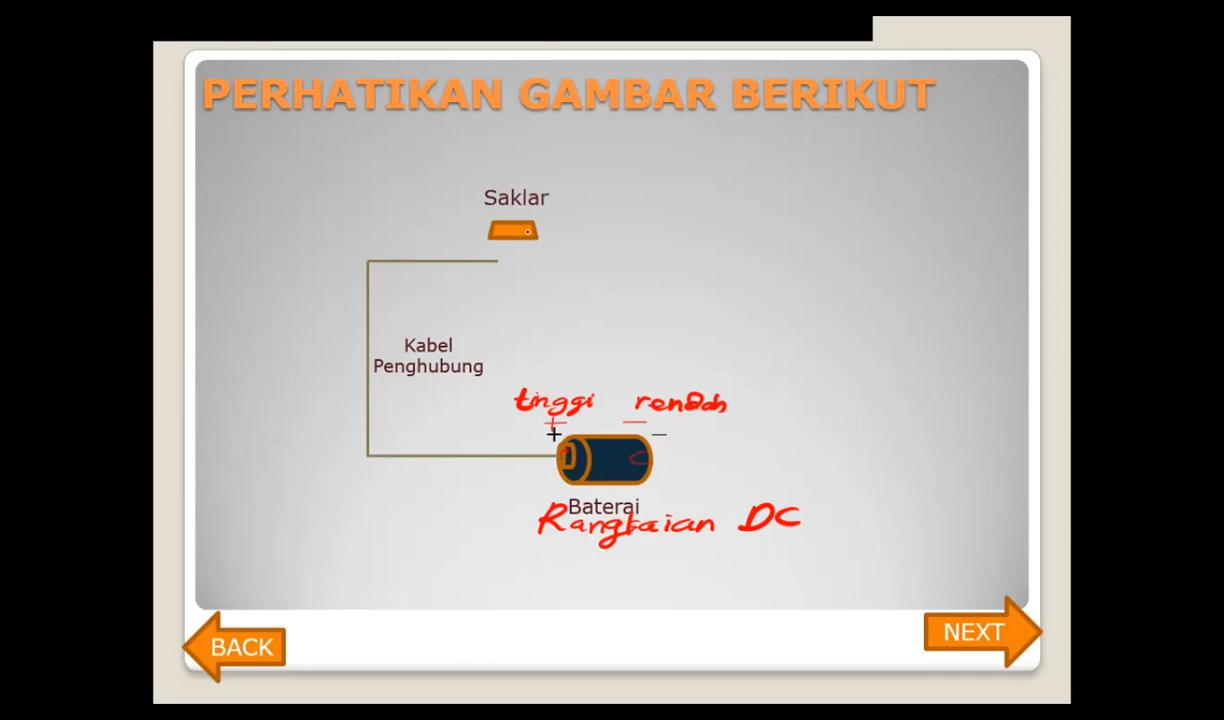 PERHATIKAN GAMBAR BERIKUT
Saklar
Kabel
Penghubung
tinggi rendah
+ −
+ −
Baterai
Rangkaian DC
BACK
NEXT